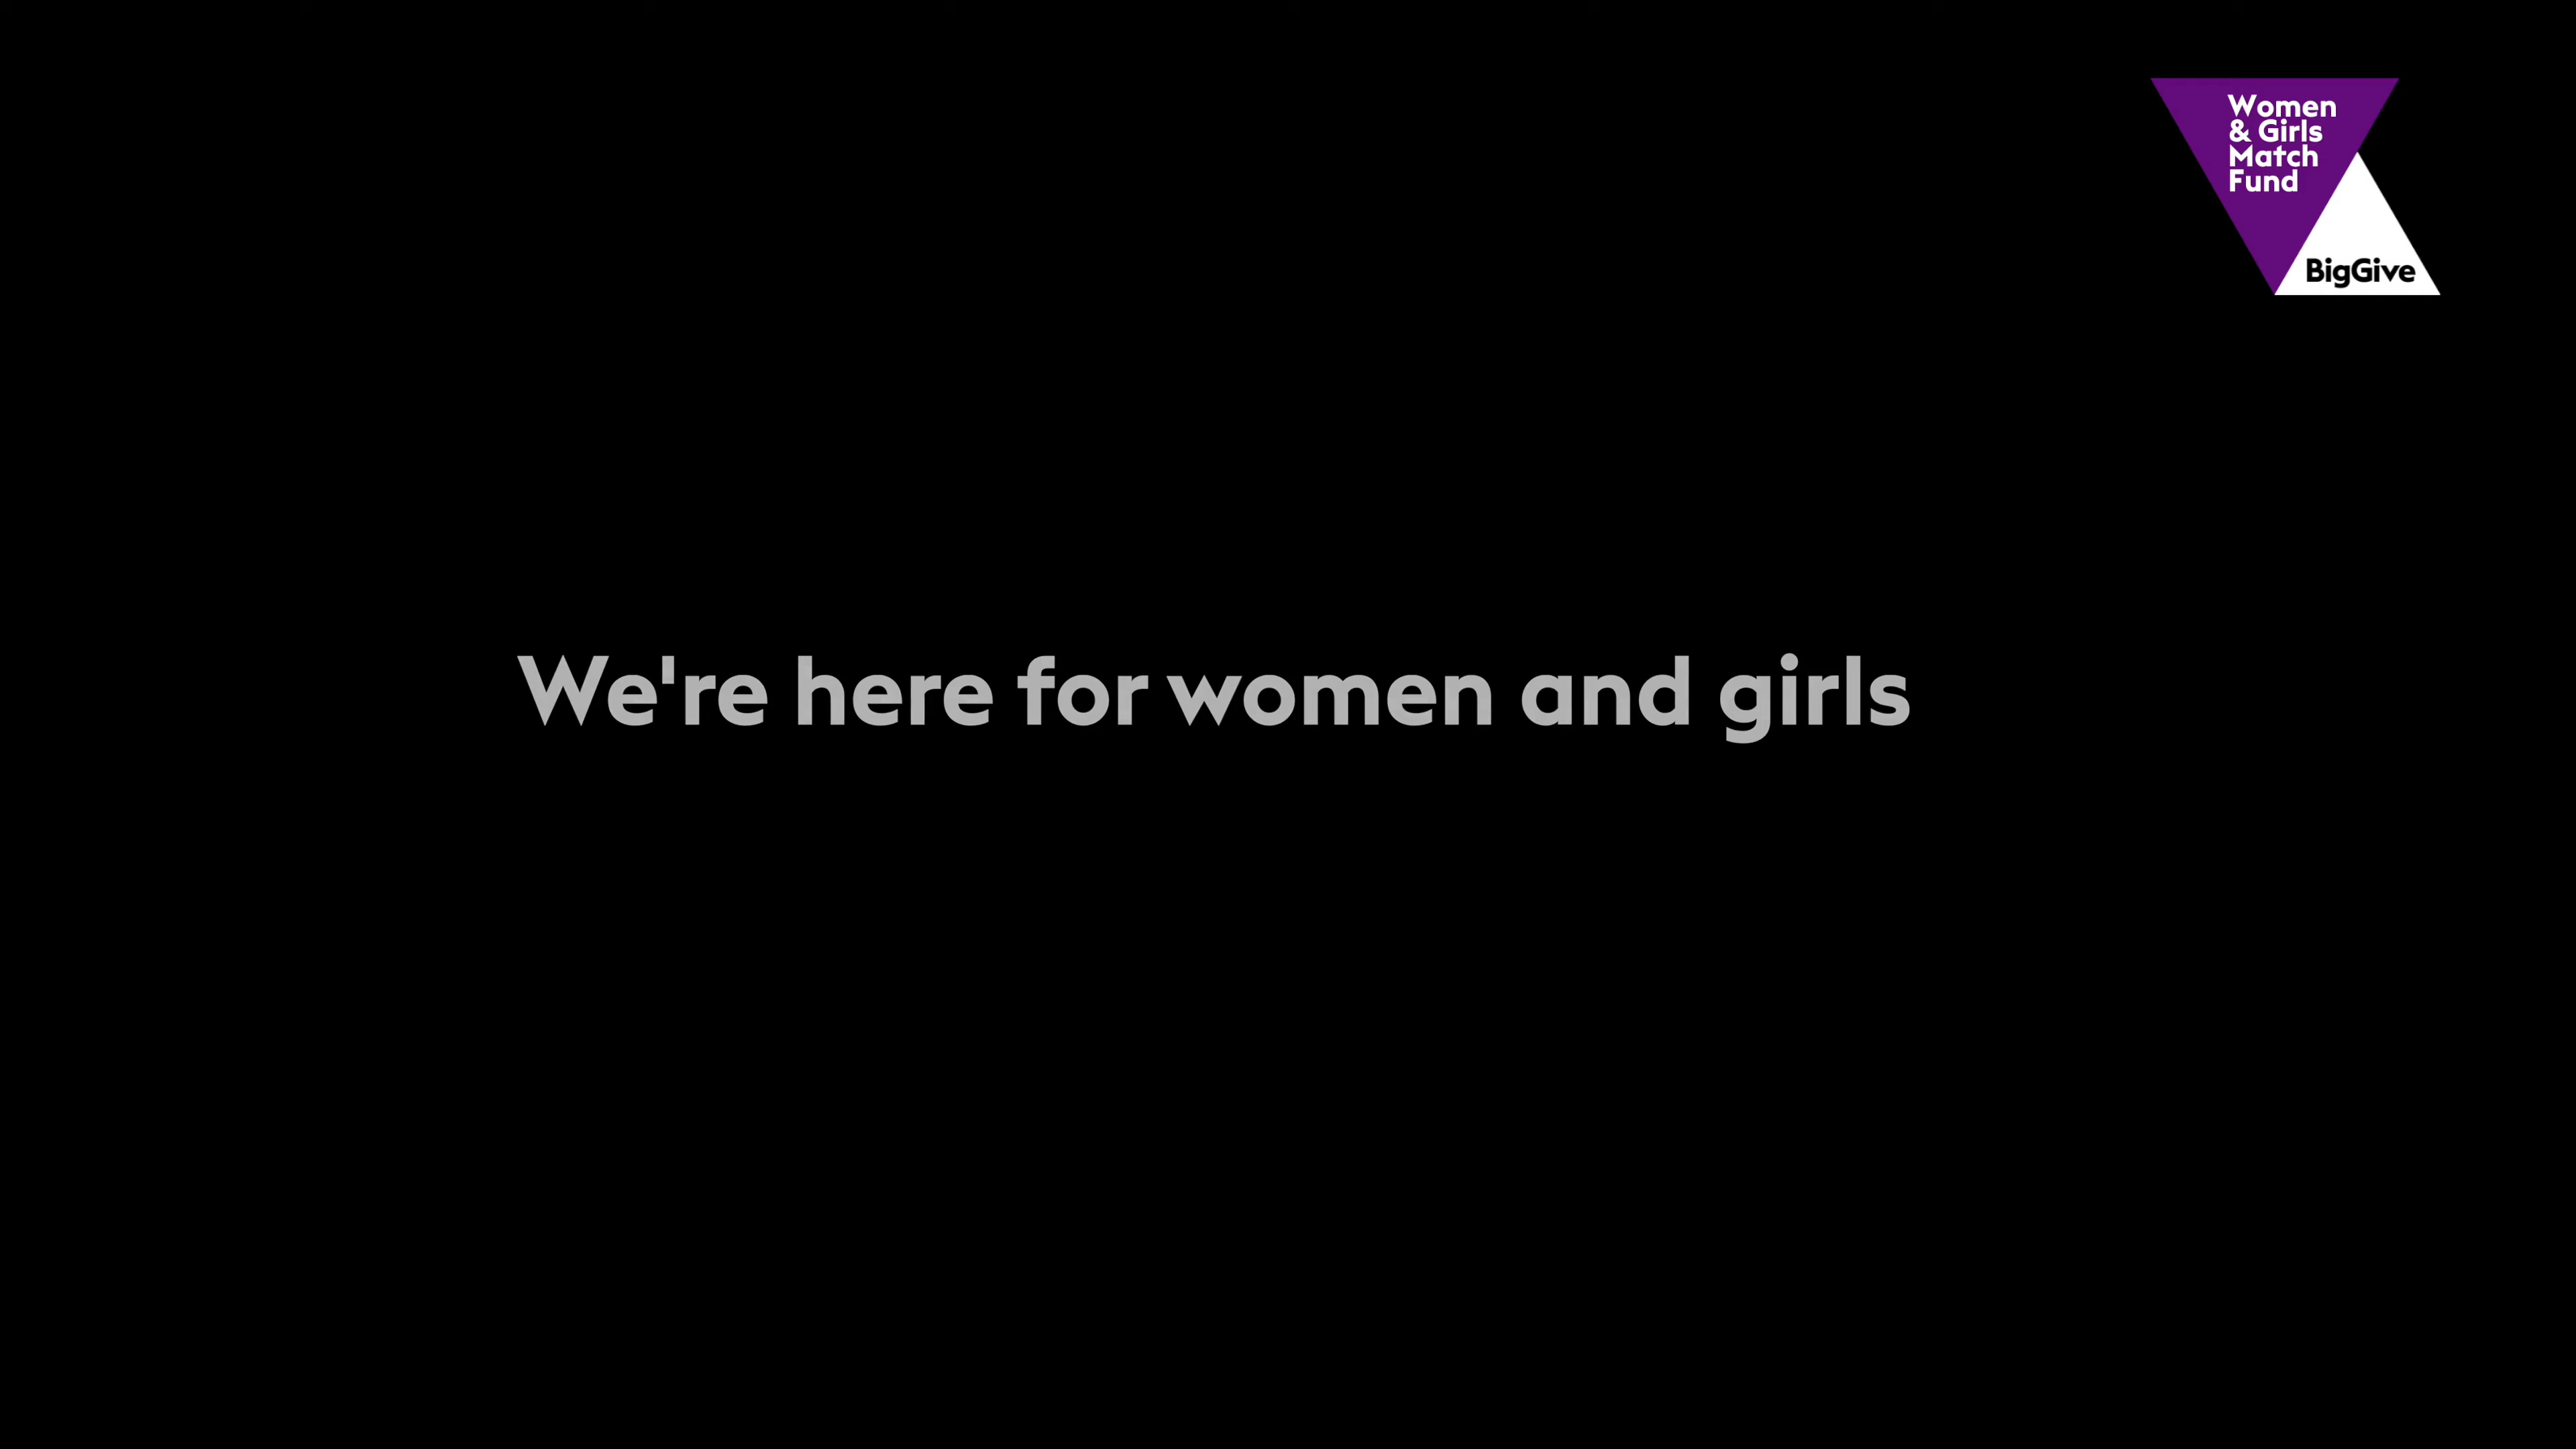 Women
& Girls
Match
Fund
BigGive
We're here for women and girls